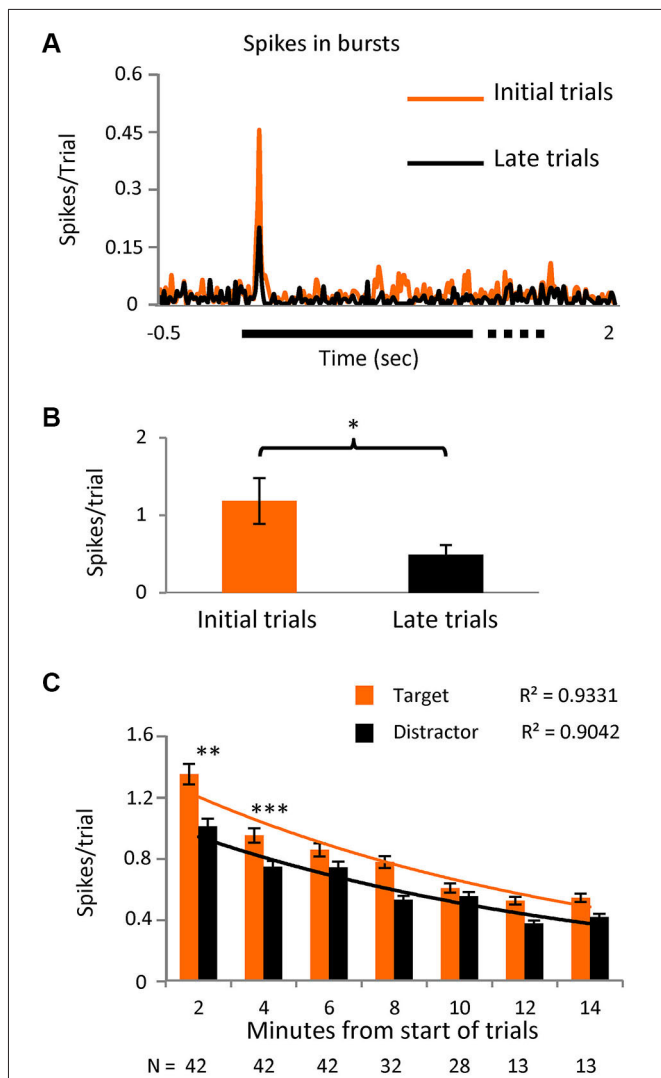 A
Spikes in bursts
0.6
0.45
0.3
0.15
0
Spikes/Trial
Initial trials
Late trials
-0.5
2
Time (sec)
B
*
2
1
0
Spikes/trial
Initial trials
Late trials
C
Target R² = 0.9331
Distractor R² = 0.9042
1.6
1.2
0.8
0.4
0
Spikes/trial
**
***
2 4 6 8 10 12 14
Minutes from start of trials
N = 42 42 42 32 28 13 13